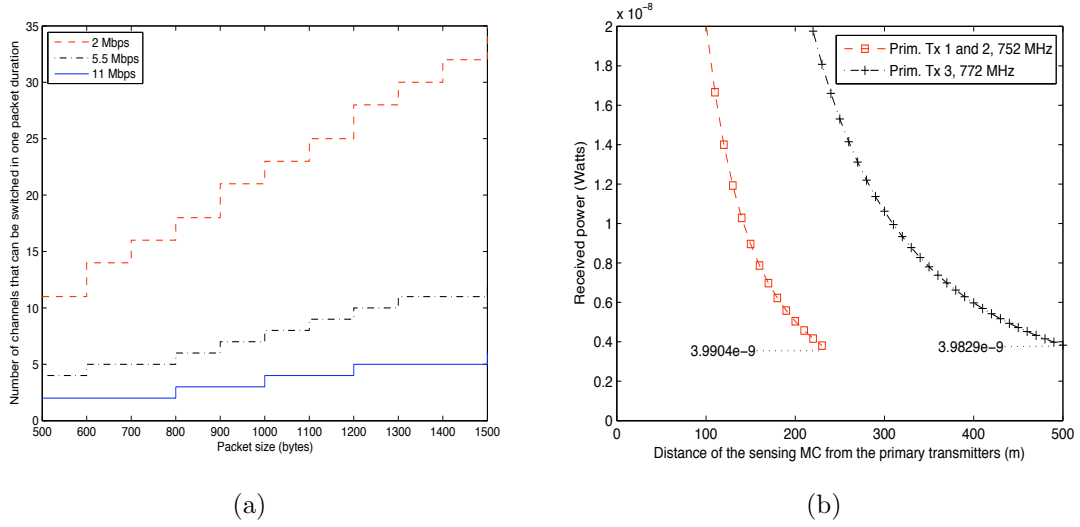 35
30
25
20
15
10
5
0
500 600 700 800 900 1000 1100 1200 1300 1400 1500
Number of channels that can be switched in one packet duration
Packet size (bytes)
2 Mbps
5.5 Mbps
11 Mbps
(a)
x 10⁻⁸
2
1.8
1.6
1.4
1.2
1
0.8
0.6
0.4
0.2
0
0 100 200 300 400 500
Received power (Watts)
Distance of the sensing MC from the primary transmitters (m)
Prim. Tx 1 and 2, 752 MHz
Prim. Tx 3, 772 MHz
3.9904e−9
3.9829e−9
(b)